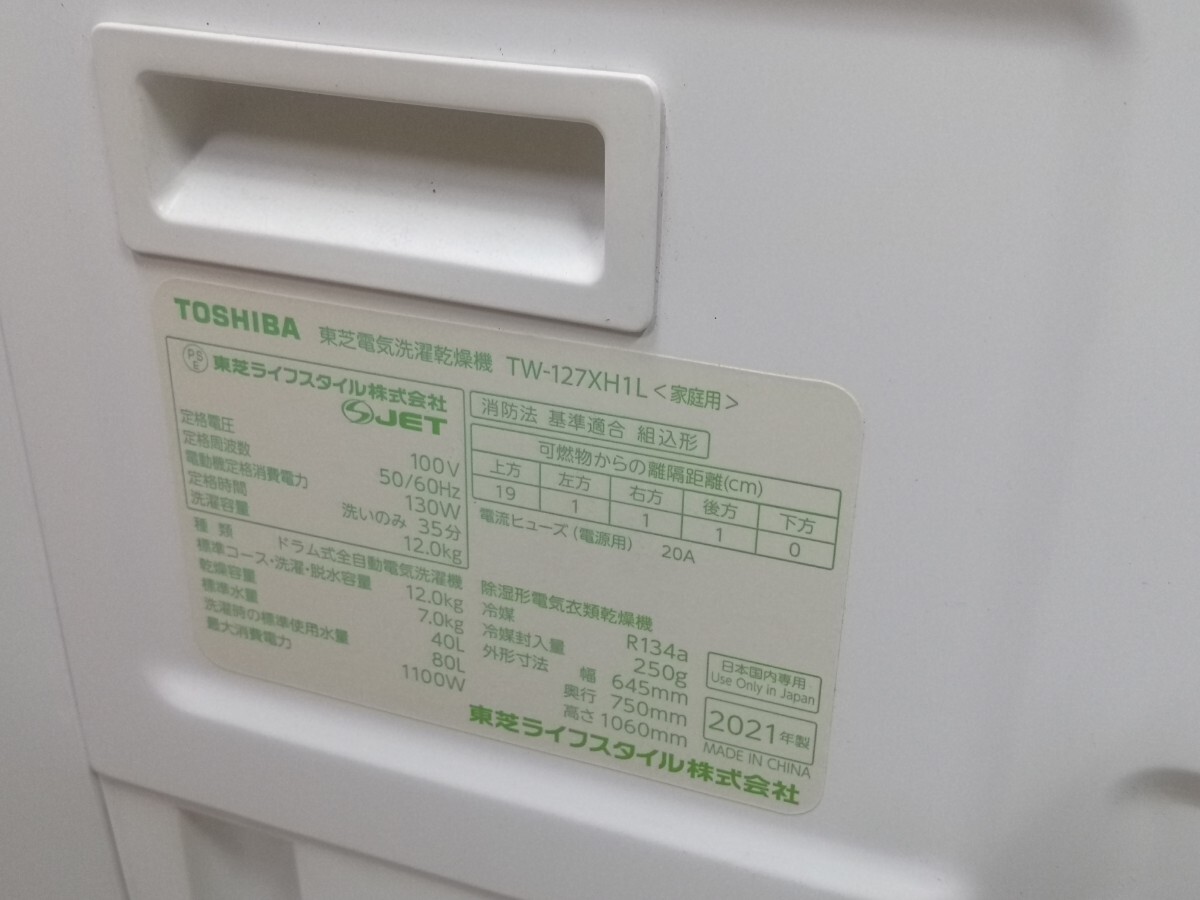 TOSHIBA 東芝電気洗濯乾燥機 TW-127XH1L <家庭用>
PSE 東芝ライフスタイル株式会社
JET
定格電圧 100V
定格周波数 50/60Hz
電動機定格消費電力 130W
定格時間 洗いのみ 35分
洗濯容量 12.0kg
種類 ドラム式全自動電気洗濯機
標準コース・洗濯・脱水容量 12.0kg
乾燥容量 7.0kg
標準水量 40L
洗濯時の標準使用水量 80L
最大消費電力 1100W
消防法 基準適合 組込形
可燃物からの離隔距離(cm)
上方 左方 右方 後方 下方
19 1 1 1 0
電流ヒューズ(電源用) 20A
除湿形電気衣類乾燥機
冷媒 R134a
冷媒封入量 250g
外形寸法 幅 645mm
奥行 750mm
高さ 1060mm
日本国内専用
Use Only in Japan
2021年製
MADE IN CHINA
東芝ライフスタイル株式会社